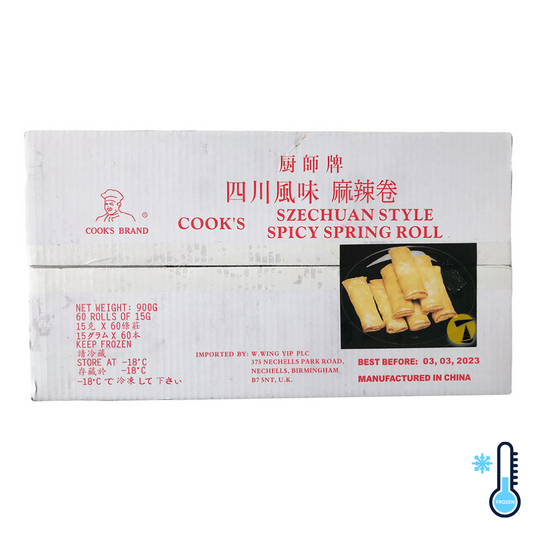 厨師牌
四川風味 麻辣卷
COOK'S
SZECHUAN STYLE
SPICY SPRING ROLL
®
COOK'S BRAND
NET WEIGHT: 900G
60 ROLLS OF 15G
15克 X 60條莊
15グラム X 60本
KEEP FROZEN
請冷藏
STORE AT -18°C
存藏於 -18°C
-18°C で 冷凍 して 下さい
IMPORTED BY: W.WING YIP PLC
375 NECHELLS PARK ROAD,
NECHELLS, BIRMINGHAM
B7 5NT, U.K.
BEST BEFORE: 03, 03, 2023
MANUFACTURED IN CHINA
FROZEN